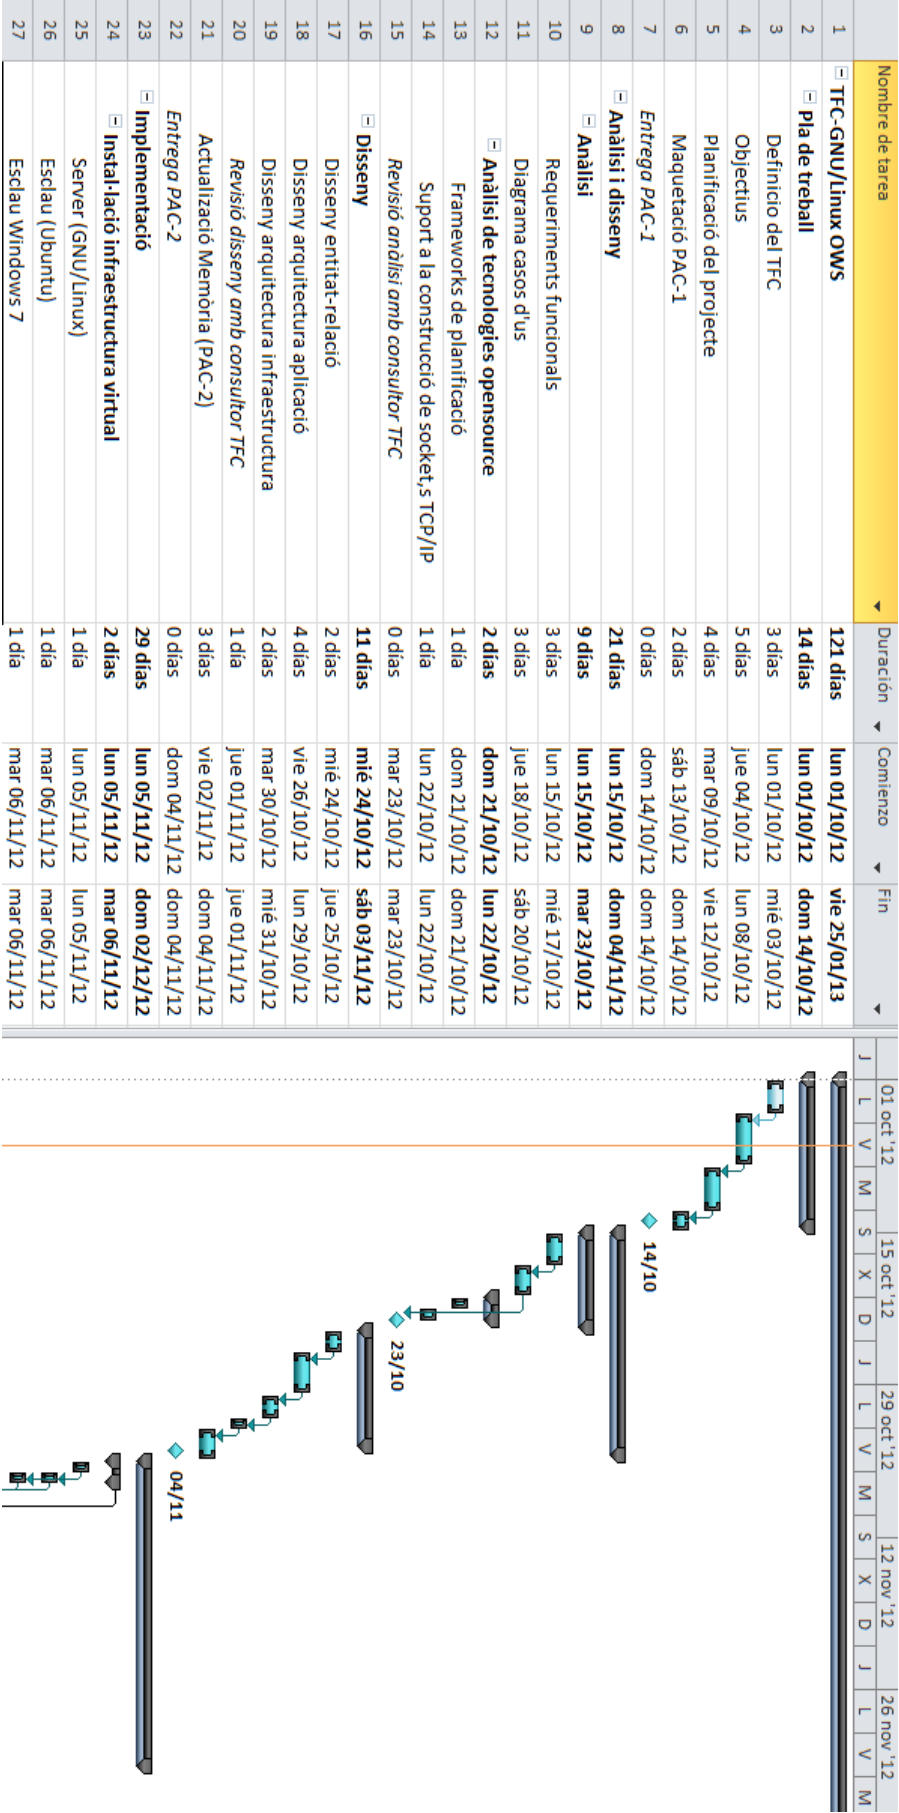 Nombre de tarea Duración Comienzo Fin
1 TFC-GNU/Linux OWS 121 días lun 01/10/12 vie 25/01/13
2 Pla de treball 14 días lun 01/10/12 dom 14/10/12
3 Definicio del TFC 3 días lun 01/10/12 mié 03/10/12
4 Objectius 5 días jue 04/10/12 lun 08/10/12
5 Planificació del projecte 4 días mar 09/10/12 vie 12/10/12
6 Maquetació PAC-1 2 días sáb 13/10/12 dom 14/10/12
7 Entrega PAC-1 0 días dom 14/10/12 dom 14/10/12
8 Anàlisi i disseny 21 días lun 15/10/12 dom 04/11/12
9 Anàlisi 9 días lun 15/10/12 mar 23/10/12
10 Requeriments funcionals 3 días lun 15/10/12 mié 17/10/12
11 Diagrama casos d'us 3 días jue 18/10/12 sáb 20/10/12
12 Anàlisi de tecnologies opensource 2 días dom 21/10/12 lun 22/10/12
13 Frameworks de planificació 1 día dom 21/10/12 dom 21/10/12
14 Suport a la construcció de socket,s TCP/IP 1 día lun 22/10/12 lun 22/10/12
15 Revisió anàlisi amb consultor TFC 0 días mar 23/10/12 mar 23/10/12
16 Disseny 11 días mié 24/10/12 sáb 03/11/12
17 Disseny entitat-relació 2 días mié 24/10/12 jue 25/10/12
18 Disseny arquitectura aplicació 4 días vie 26/10/12 lun 29/10/12
19 Disseny arquitectura infraestructura 2 días mar 30/10/12 mié 31/10/12
20 Revisió disseny amb consultor TFC 1 día jue 01/11/12 jue 01/11/12
21 Actualizació Memòria (PAC-2) 3 días vie 02/11/12 dom 04/11/12
22 Entrega PAC-2 0 días dom 04/11/12 dom 04/11/12
23 Implementació 29 días lun 05/11/12 dom 02/12/12
24 Instal·lació infraestructura virtual 2 días lun 05/11/12 mar 06/11/12
25 Server (GNU/Linux) 1 día lun 05/11/12 lun 05/11/12
26 Esclau (Ubuntu) 1 día mar 06/11/12 mar 06/11/12
27 Esclau Windows 7 1 día mar 06/11/12 mar 06/11/12
01 oct '12 15 oct '12 29 oct '12 12 nov '12 26 nov '12
J L V M S X D J L V M S X D J L V M
14/10
23/10
04/11